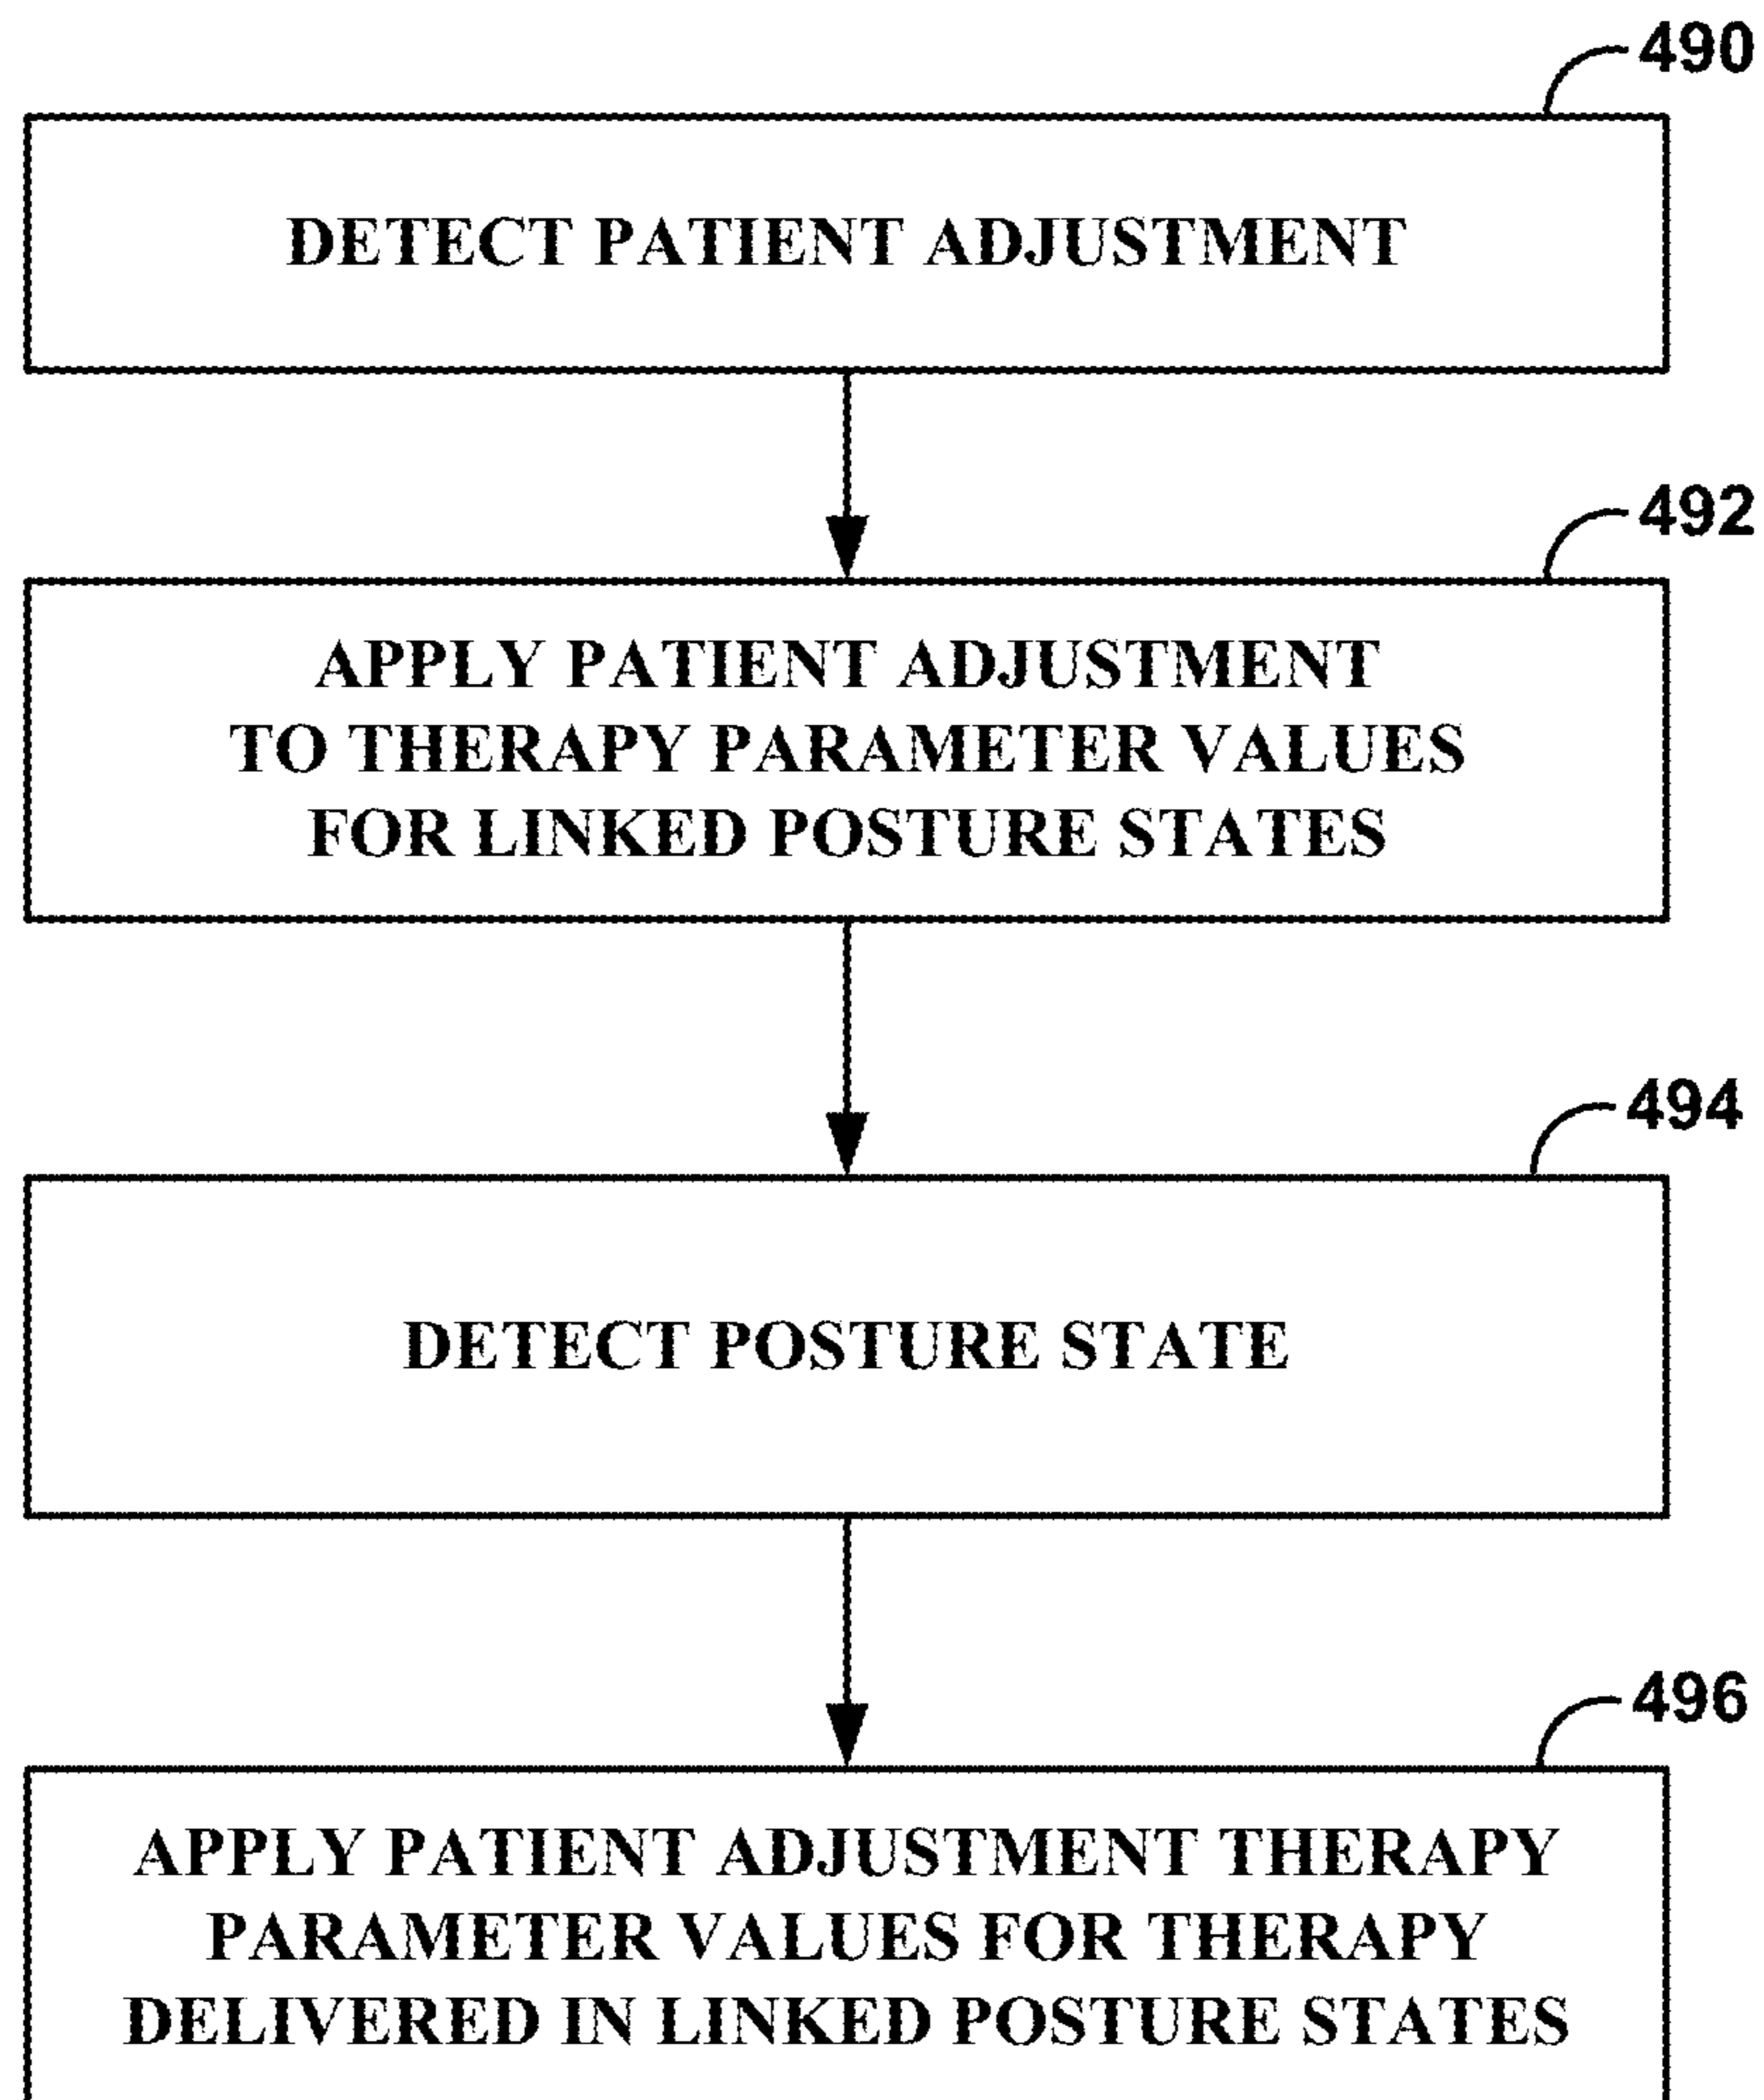 490
DETECT PATIENT ADJUSTMENT
492
APPLY PATIENT ADJUSTMENT
TO THERAPY PARAMETER VALUES
FOR LINKED POSTURE STATES
494
DETECT POSTURE STATE
496
APPLY PATIENT ADJUSTMENT THERAPY
PARAMETER VALUES FOR THERAPY
DELIVERED IN LINKED POSTURE STATES